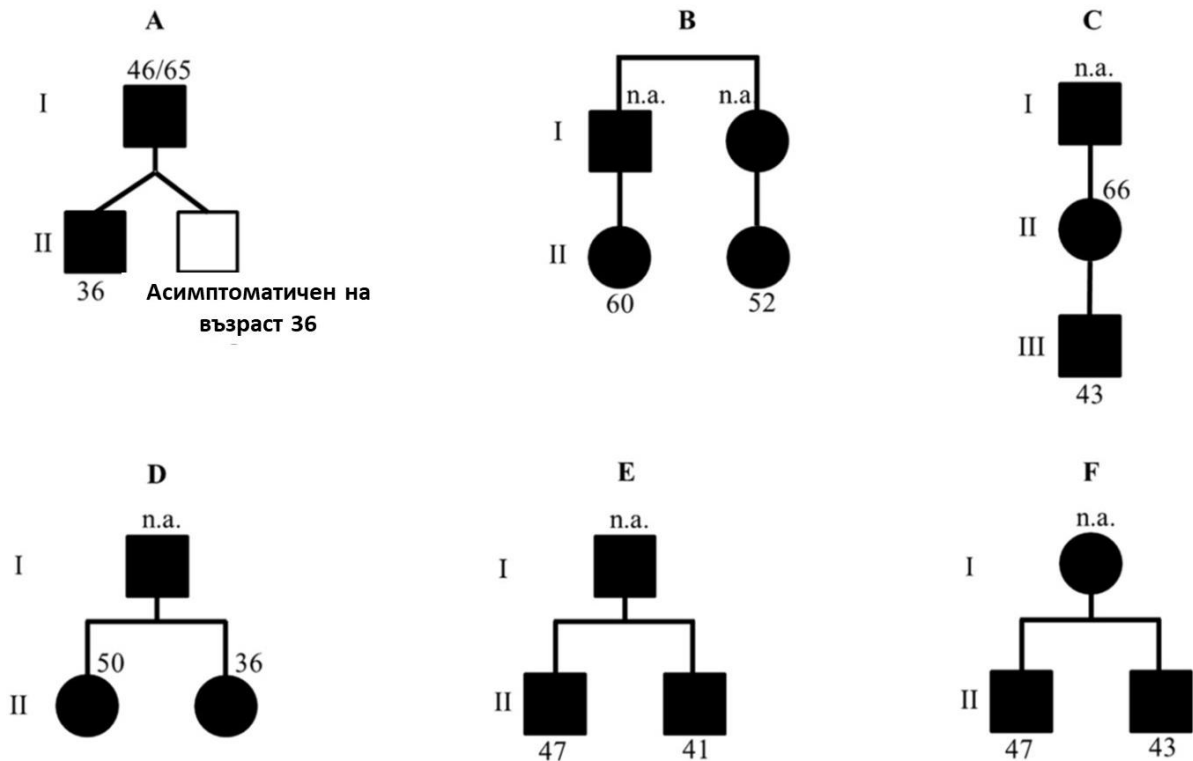 A
B
C
46/65
n.a.
n.a.
n.a.
I
I
I
66
II
II
II
36
Асимптоматичен на
възраст 36
60
52
III
43
D
E
F
n.a.
n.a.
n.a.
I
I
I
50
36
II
II
II
47
41
47
43